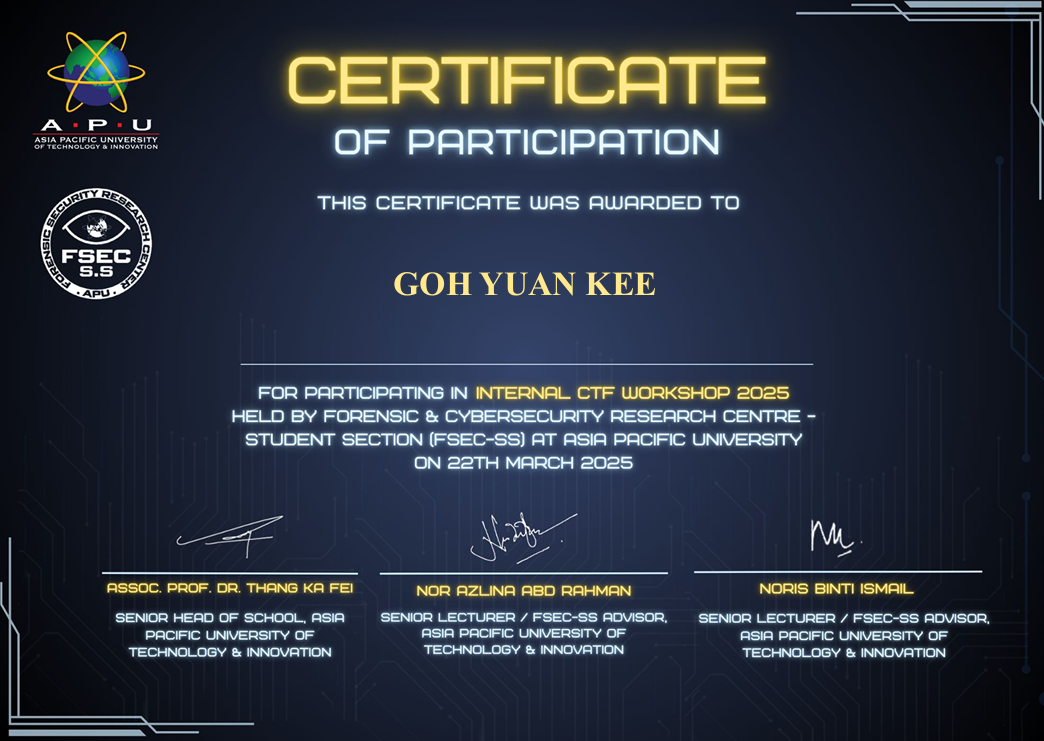 A·P·U
ASIA PACIFIC UNIVERSITY
OF TECHNOLOGY & INNOVATION
FORENSIC SECURITY RESEARCH CENTER
FSEC
S.S
. APU .
CERTIFICATE
OF PARTICIPATION
THIS CERTIFICATE WAS AWARDED TO
GOH YUAN KEE
FOR PARTICIPATING IN INTERNAL CTF WORKSHOP 2025
HELD BY FORENSIC & CYBERSECURITY RESEARCH CENTRE -
STUDENT SECTION (FSEC-SS) AT ASIA PACIFIC UNIVERSITY
ON 22TH MARCH 2025
ASSOC. PROF. DR. THANG KA FEI
SENIOR HEAD OF SCHOOL, ASIA
PACIFIC UNIVERSITY OF
TECHNOLOGY & INNOVATION
NOR AZLINA ABD RAHMAN
SENIOR LECTURER / FSEC-SS ADVISOR,
ASIA PACIFIC UNIVERSITY OF
TECHNOLOGY & INNOVATION
NORIS BINTI ISMAIL
SENIOR LECTURER / FSEC-SS ADVISOR,
ASIA PACIFIC UNIVERSITY OF
TECHNOLOGY & INNOVATION